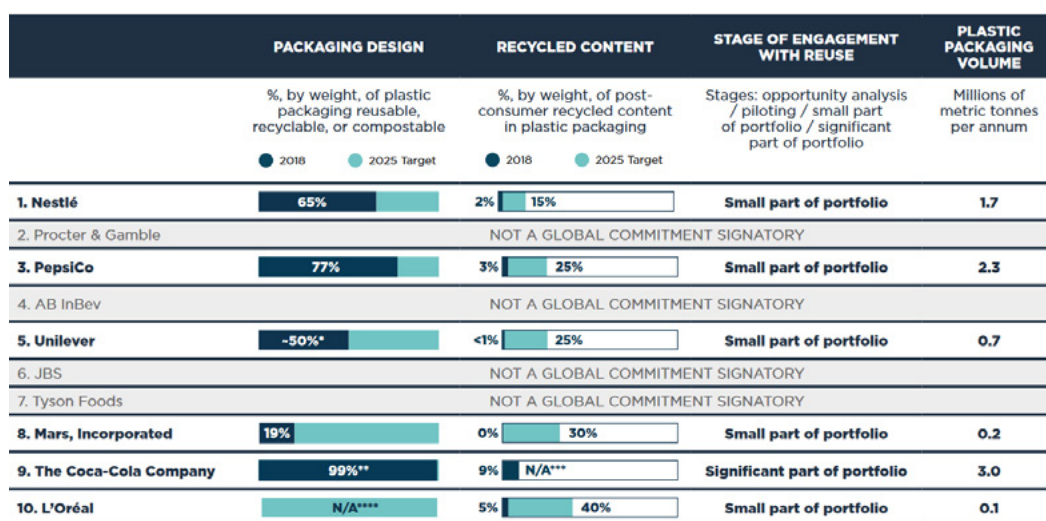 PACKAGING DESIGN
RECYCLED CONTENT
STAGE OF ENGAGEMENT
WITH REUSE
PLASTIC
PACKAGING
VOLUME
%, by weight, of plastic
packaging reusable,
recyclable, or compostable
2018 2025 Target
%, by weight, of post-
consumer recycled content
in plastic packaging
2018 2025 Target
Stages: opportunity analysis
/ piloting / small part
of portfolio / significant
part of portfolio
Millions of
metric tonnes
per annum
1. Nestlé 65% 2% 15% Small part of portfolio 1.7
2. Procter & Gamble NOT A GLOBAL COMMITMENT SIGNATORY
3. PepsiCo 77% 3% 25% Small part of portfolio 2.3
4. AB InBev NOT A GLOBAL COMMITMENT SIGNATORY
5. Unilever ~50%* <1% 25% Small part of portfolio 0.7
6. JBS NOT A GLOBAL COMMITMENT SIGNATORY
7. Tyson Foods NOT A GLOBAL COMMITMENT SIGNATORY
8. Mars, Incorporated 19% 0% 30% Small part of portfolio 0.2
9. The Coca-Cola Company 99%** 9% N/A*** Significant part of portfolio 3.0
10. L'Oréal N/A**** 5% 40% Small part of portfolio 0.1